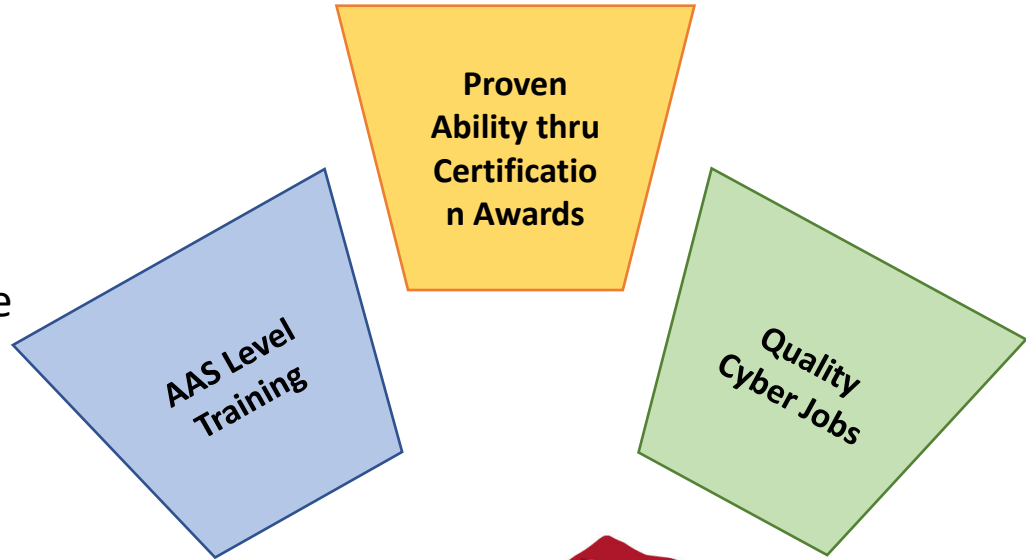 Proven
Ability thru
Certificatio
n Awards
e
AAS Level
Training
Quality
Cyber Jobs